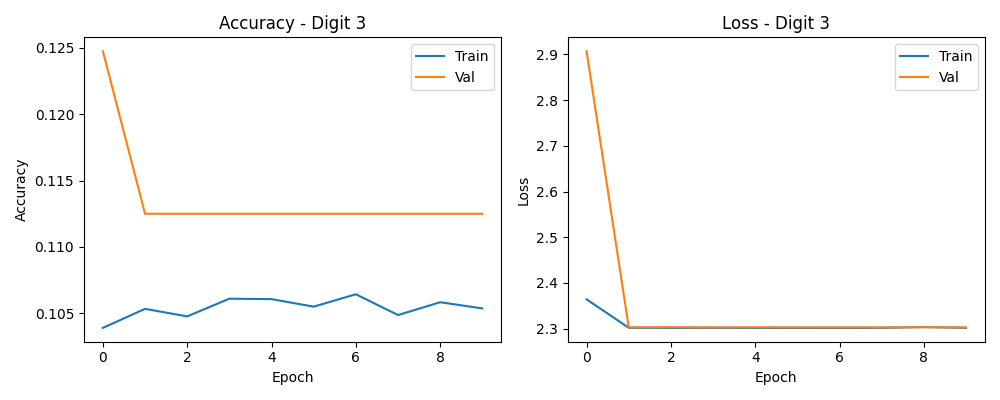 Accuracy - Digit 3
0.125
0.120
0.115
0.110
0.105
Accuracy
0 2 4 6 8
Epoch
Train
Val
Loss - Digit 3
2.9
2.8
2.7
2.6
2.5
2.4
2.3
Loss
0 2 4 6 8
Epoch
Train
Val